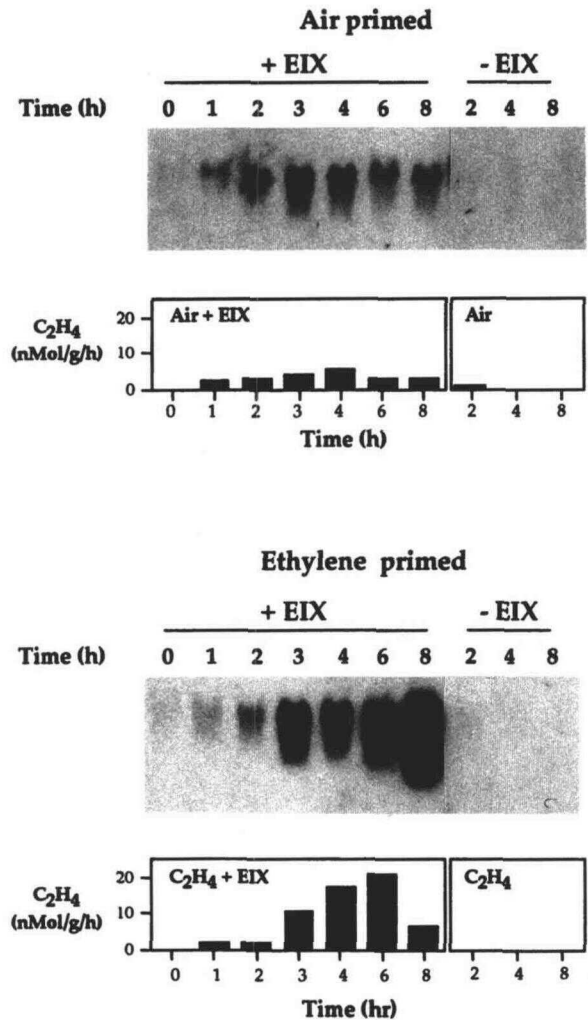 Air primed
+ EIX - EIX
Time (h) 0 1 2 3 4 6 8 2 4 8
C₂H₄
(nMol/g/h)
20
10
0
Air + EIX Air
0 1 2 3 4 6 8 2 4 8
Time (h)
Ethylene primed
+ EIX - EIX
Time (h) 0 1 2 3 4 6 8 2 4 8
C₂H₄
(nMol/g/h)
20
10
0
C₂H₄ + EIX C₂H₄
0 1 2 3 4 6 8 2 4 8
Time (hr)